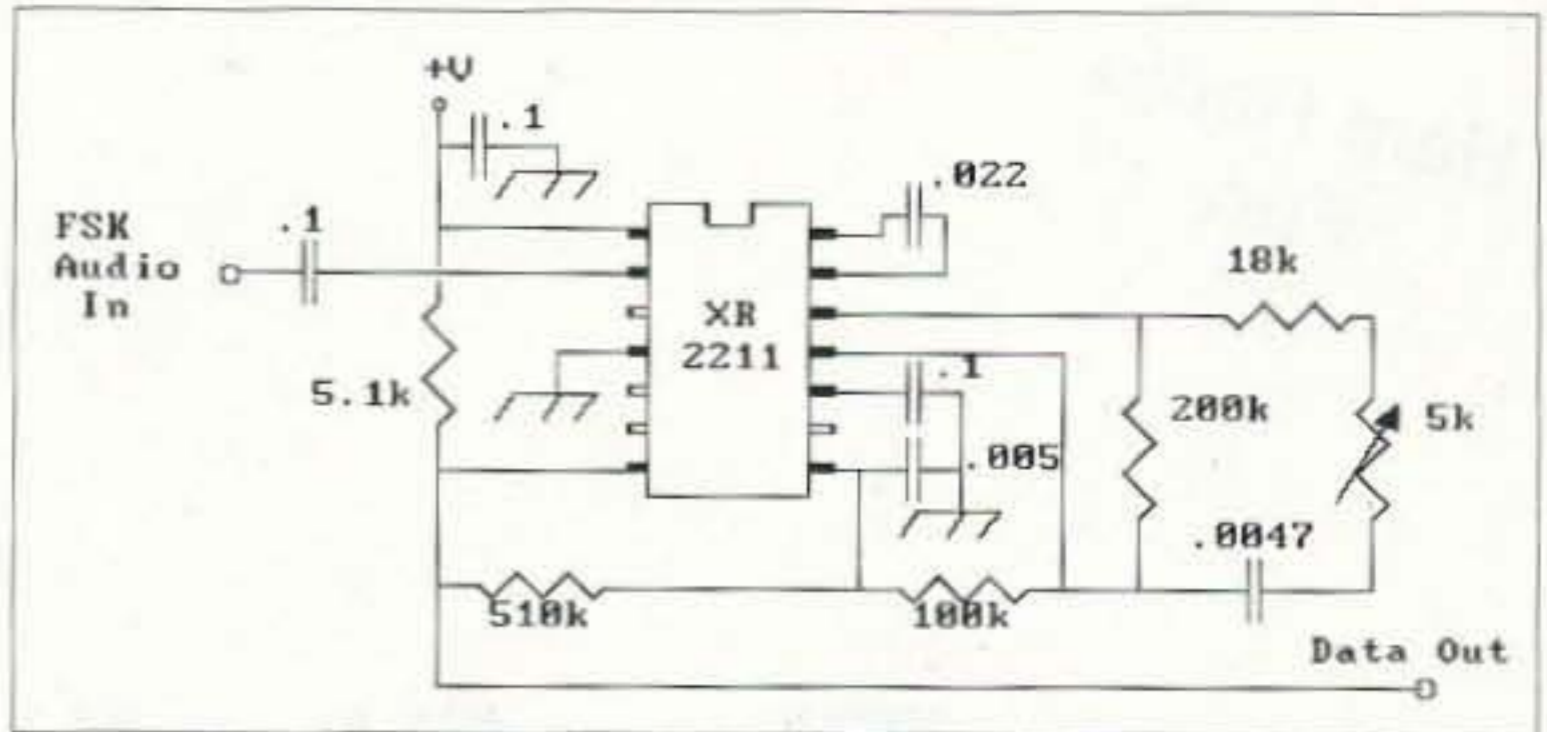 +V
.1
.022
FSK
Audio
In
.1
18k
XR
2211
.1
5.1k
200k
5k
.005
.0047
510k
100k
Data Out